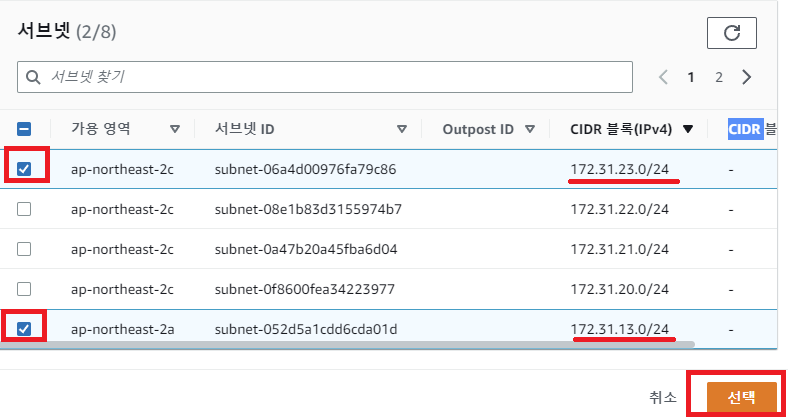 서브넷 (2/8)
서브넷 찾기
1 2
가용 영역 서브넷 ID Outpost ID CIDR 블록(IPv4) CIDR 블
ap-northeast-2c subnet-06a4d00976fa79c86 172.31.23.0/24 -
ap-northeast-2c subnet-08e1b83d3155974b7 172.31.22.0/24 -
ap-northeast-2c subnet-0a47b20a45fba6d04 172.31.21.0/24 -
ap-northeast-2c subnet-0f8600fea34223977 172.31.20.0/24 -
ap-northeast-2a subnet-052d5a1cdd6cda01d 172.31.13.0/24 -
취소 선택